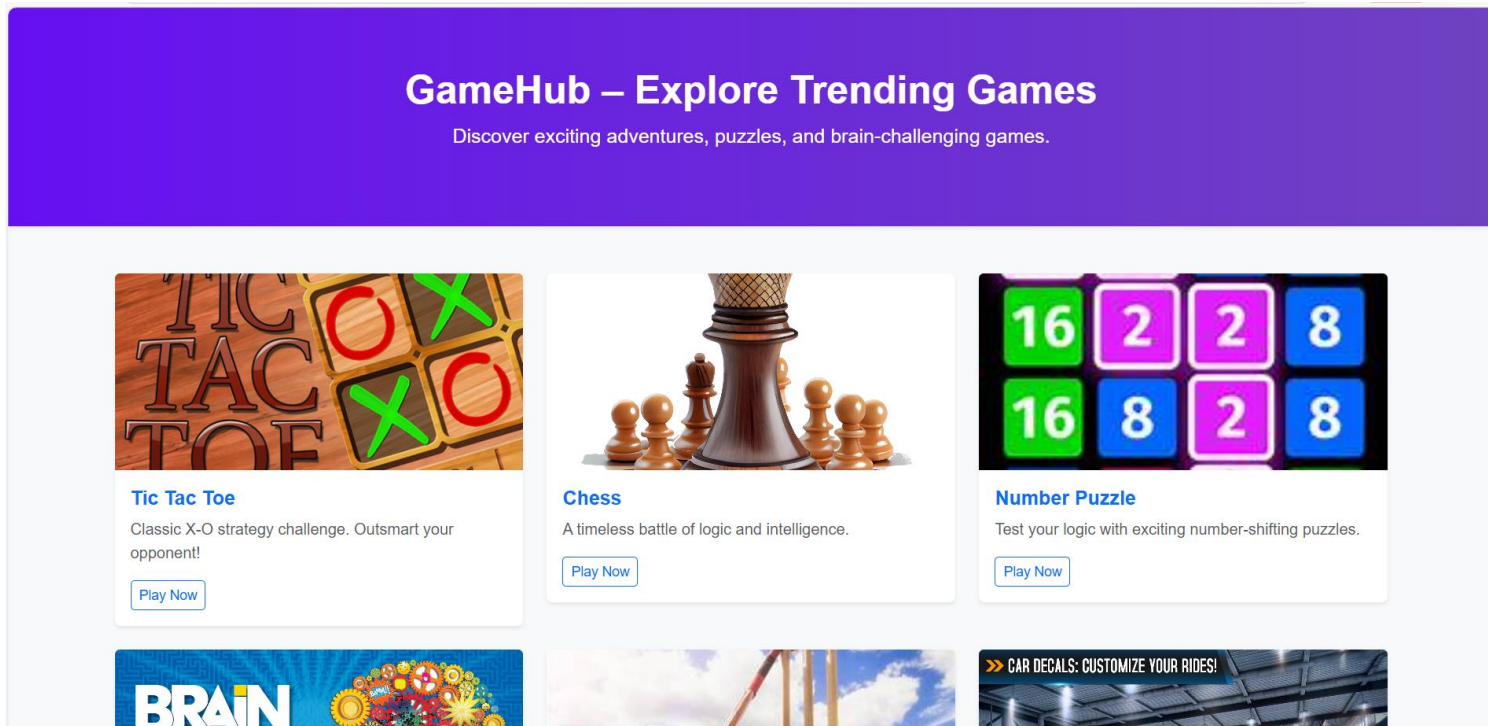 GameHub – Explore Trending Games
Discover exciting adventures, puzzles, and brain-challenging games.
TIC
TAC
TOE
16 2 2 8
16 8 2 8
Tic Tac Toe
Classic X-O strategy challenge. Outsmart your
opponent!
Play Now
Chess
A timeless battle of logic and intelligence.
Play Now
Number Puzzle
Test your logic with exciting number-shifting puzzles.
Play Now
BRAiN
>> CAR DECALS: CUSTOMIZE YOUR RIDES!